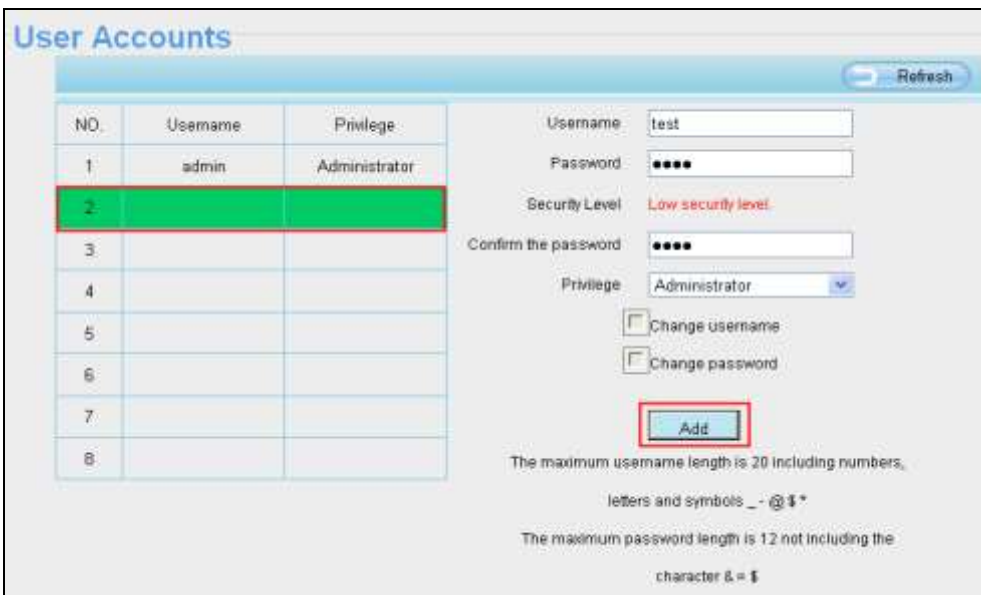 User Accounts
Refresh
NO. Username Privilege
1 admin Administrator
2
3
4
5
6
7
8
Username test
Password ●●●●
Security Level Low security level.
Confirm the password ●●●●
Privilege Administrator
Change username
Change password
Add
The maximum username length is 20 including numbers,
letters and symbols _ - @ $ *
The maximum password length is 12 not including the
character & = $